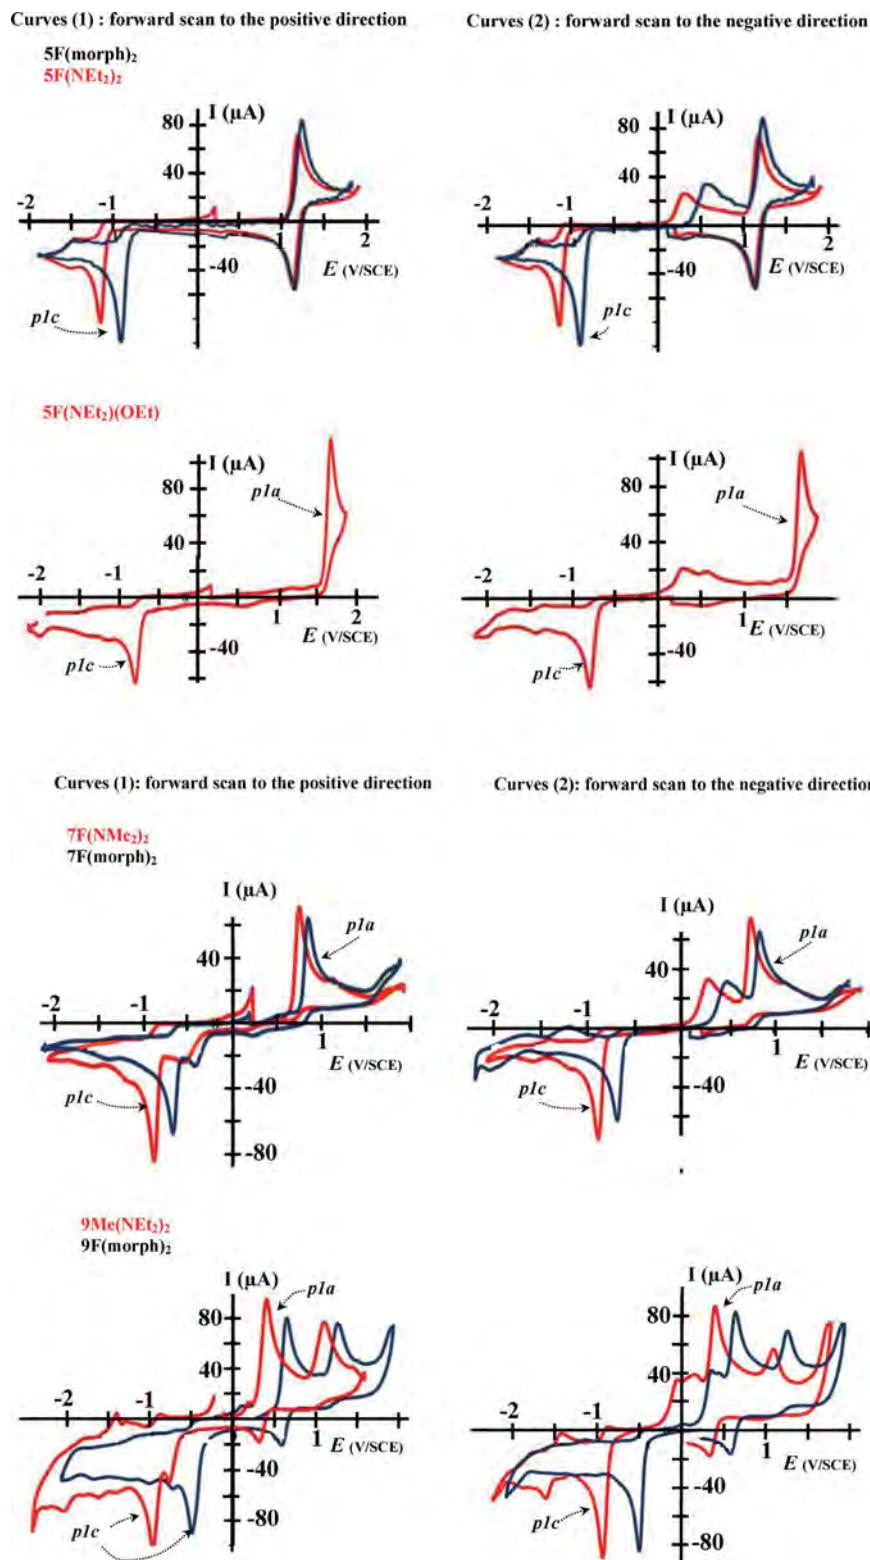 Curves (1) : forward scan to the positive direction
Curves (2) : forward scan to the negative direction
5F(morph)₂
5F(NEt₂)₂
I (µA)
80
40
-2
-1
1
2
-40
E (V/SCE)
p1c
I (µA)
80
40
-2
-1
1
2
-40
E (V/SCE)
p1c
5F(NEt₂)(OEt)
I (µA)
p1a
80
40
-2
-1
1
2
E (V/SCE)
-40
p1c
I (µA)
p1a
80
40
-2
-1
1
E (V/SCE)
-40
p1c
Curves (1): forward scan to the positive direction
Curves (2): forward scan to the negative direction
7F(NMe₂)₂
7F(morph)₂
I (µA)
p1a
40
-2
-1
1
E (V/SCE)
-40
p1c
-80
I (µA)
p1a
40
-2
-1
1
E (V/SCE)
-40
p1c
9Me(NEt₂)₂
9F(morph)₂
I (µA)
p1a
80
40
-2
-1
1
E (V/SCE)
-40
p1c
-80
I (µA)
p1a
80
40
-2
-1
1
E (V/SCE)
-40
p1c
-80